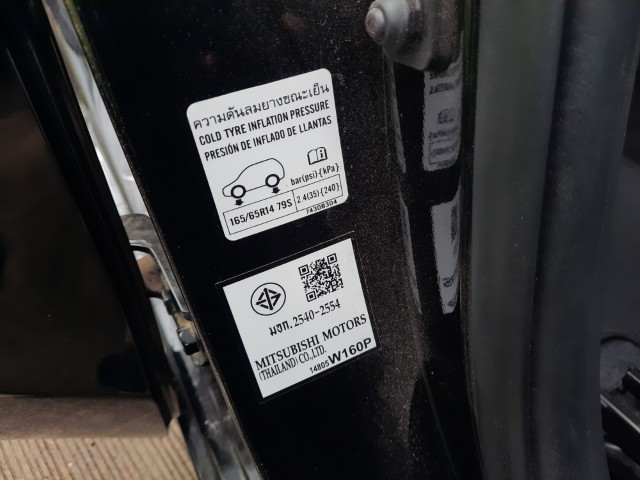 ความดันลมยางขณะเย็น
COLD TYRE INFLATION PRESSURE
PRESIÓN DE INFLADO DE LLANTAS
bar(psi){kPa}
165/65R14 79S 2.4(35){240}
1430B304
มอก.2540-2554
MITSUBISHI MOTORS
(THAILAND) CO.,LTD.
14805 W160P